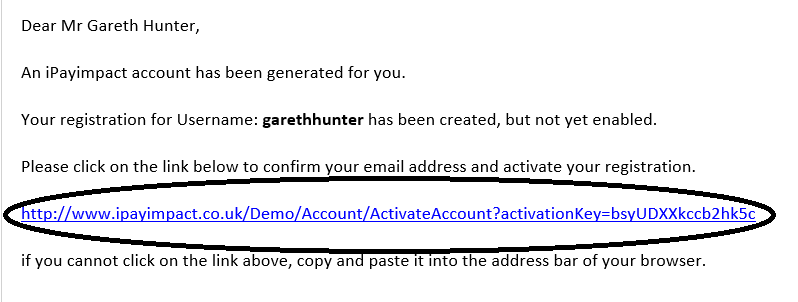 Dear Mr Gareth Hunter,
An iPayimpact account has been generated for you.
Your registration for Username: garethhunter has been created, but not yet enabled.
Please click on the link below to confirm your email address and activate your registration.
http://www.ipayimpact.co.uk/Demo/Account/ActivateAccount?activationKey=bsyUDXXkccb2hk5c
if you cannot click on the link above, copy and paste it into the address bar of your browser.